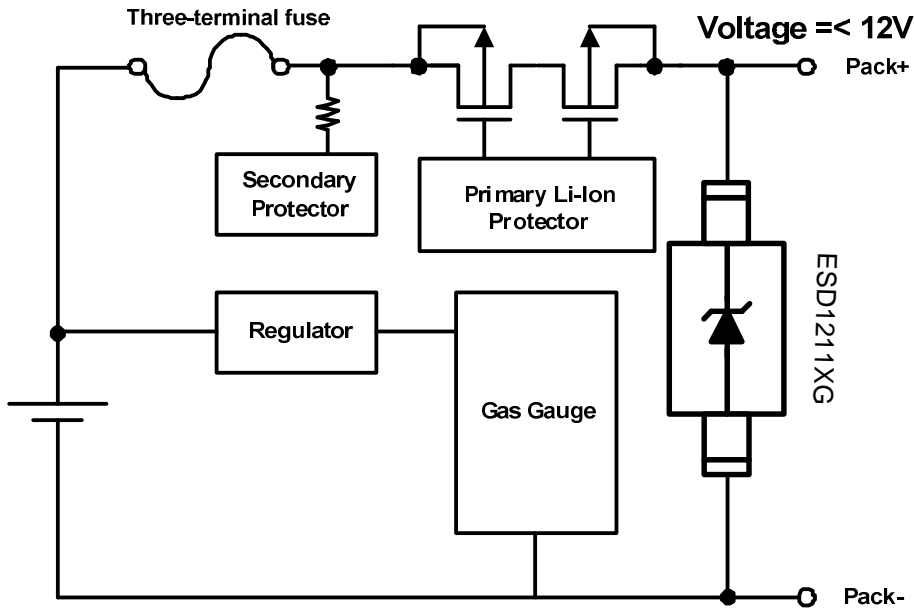 Three-terminal fuse
Voltage =< 12V
Pack+
Secondary
Protector
Primary Li-Ion
Protector
ESD1211XG
Regulator
Gas Gauge
Pack-